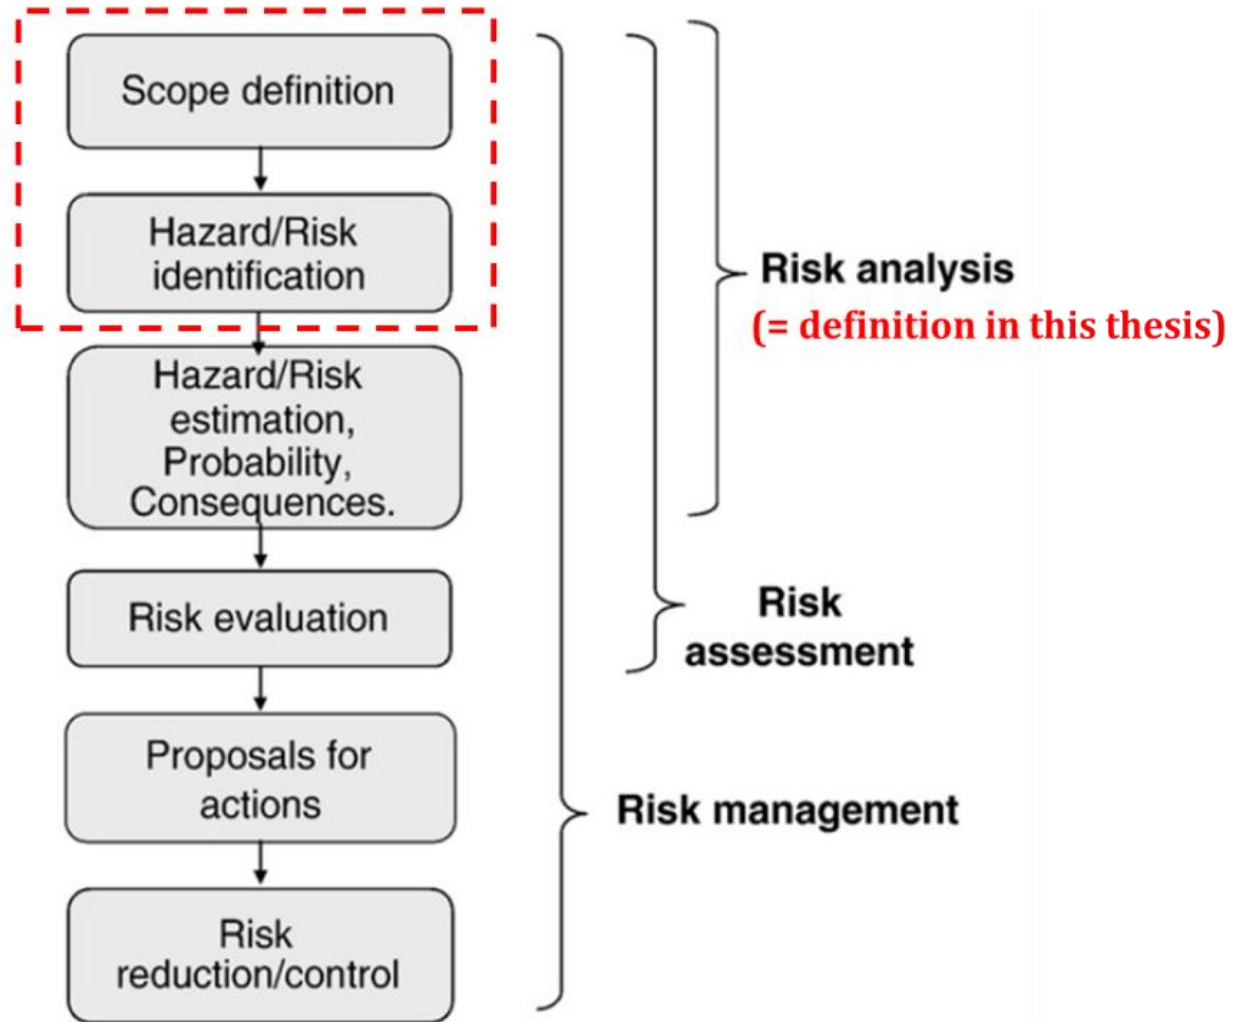 Scope definition
Hazard/Risk
identification
Hazard/Risk
estimation,
Probability,
Consequences.
Risk evaluation
Proposals for
actions
Risk
reduction/control
Risk analysis
(= definition in this thesis)
Risk
assessment
Risk management